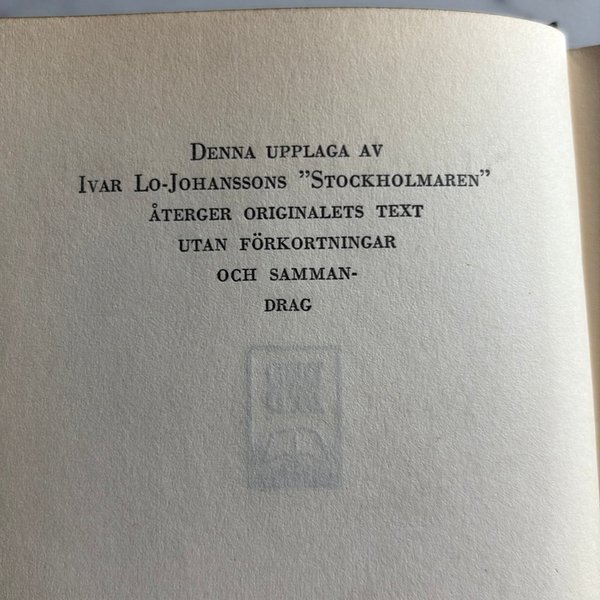 Denna upplaga av
Ivar Lo-Johanssons ”Stockholmaren”
återger originalets text
utan förkortningar
och samman-
drag